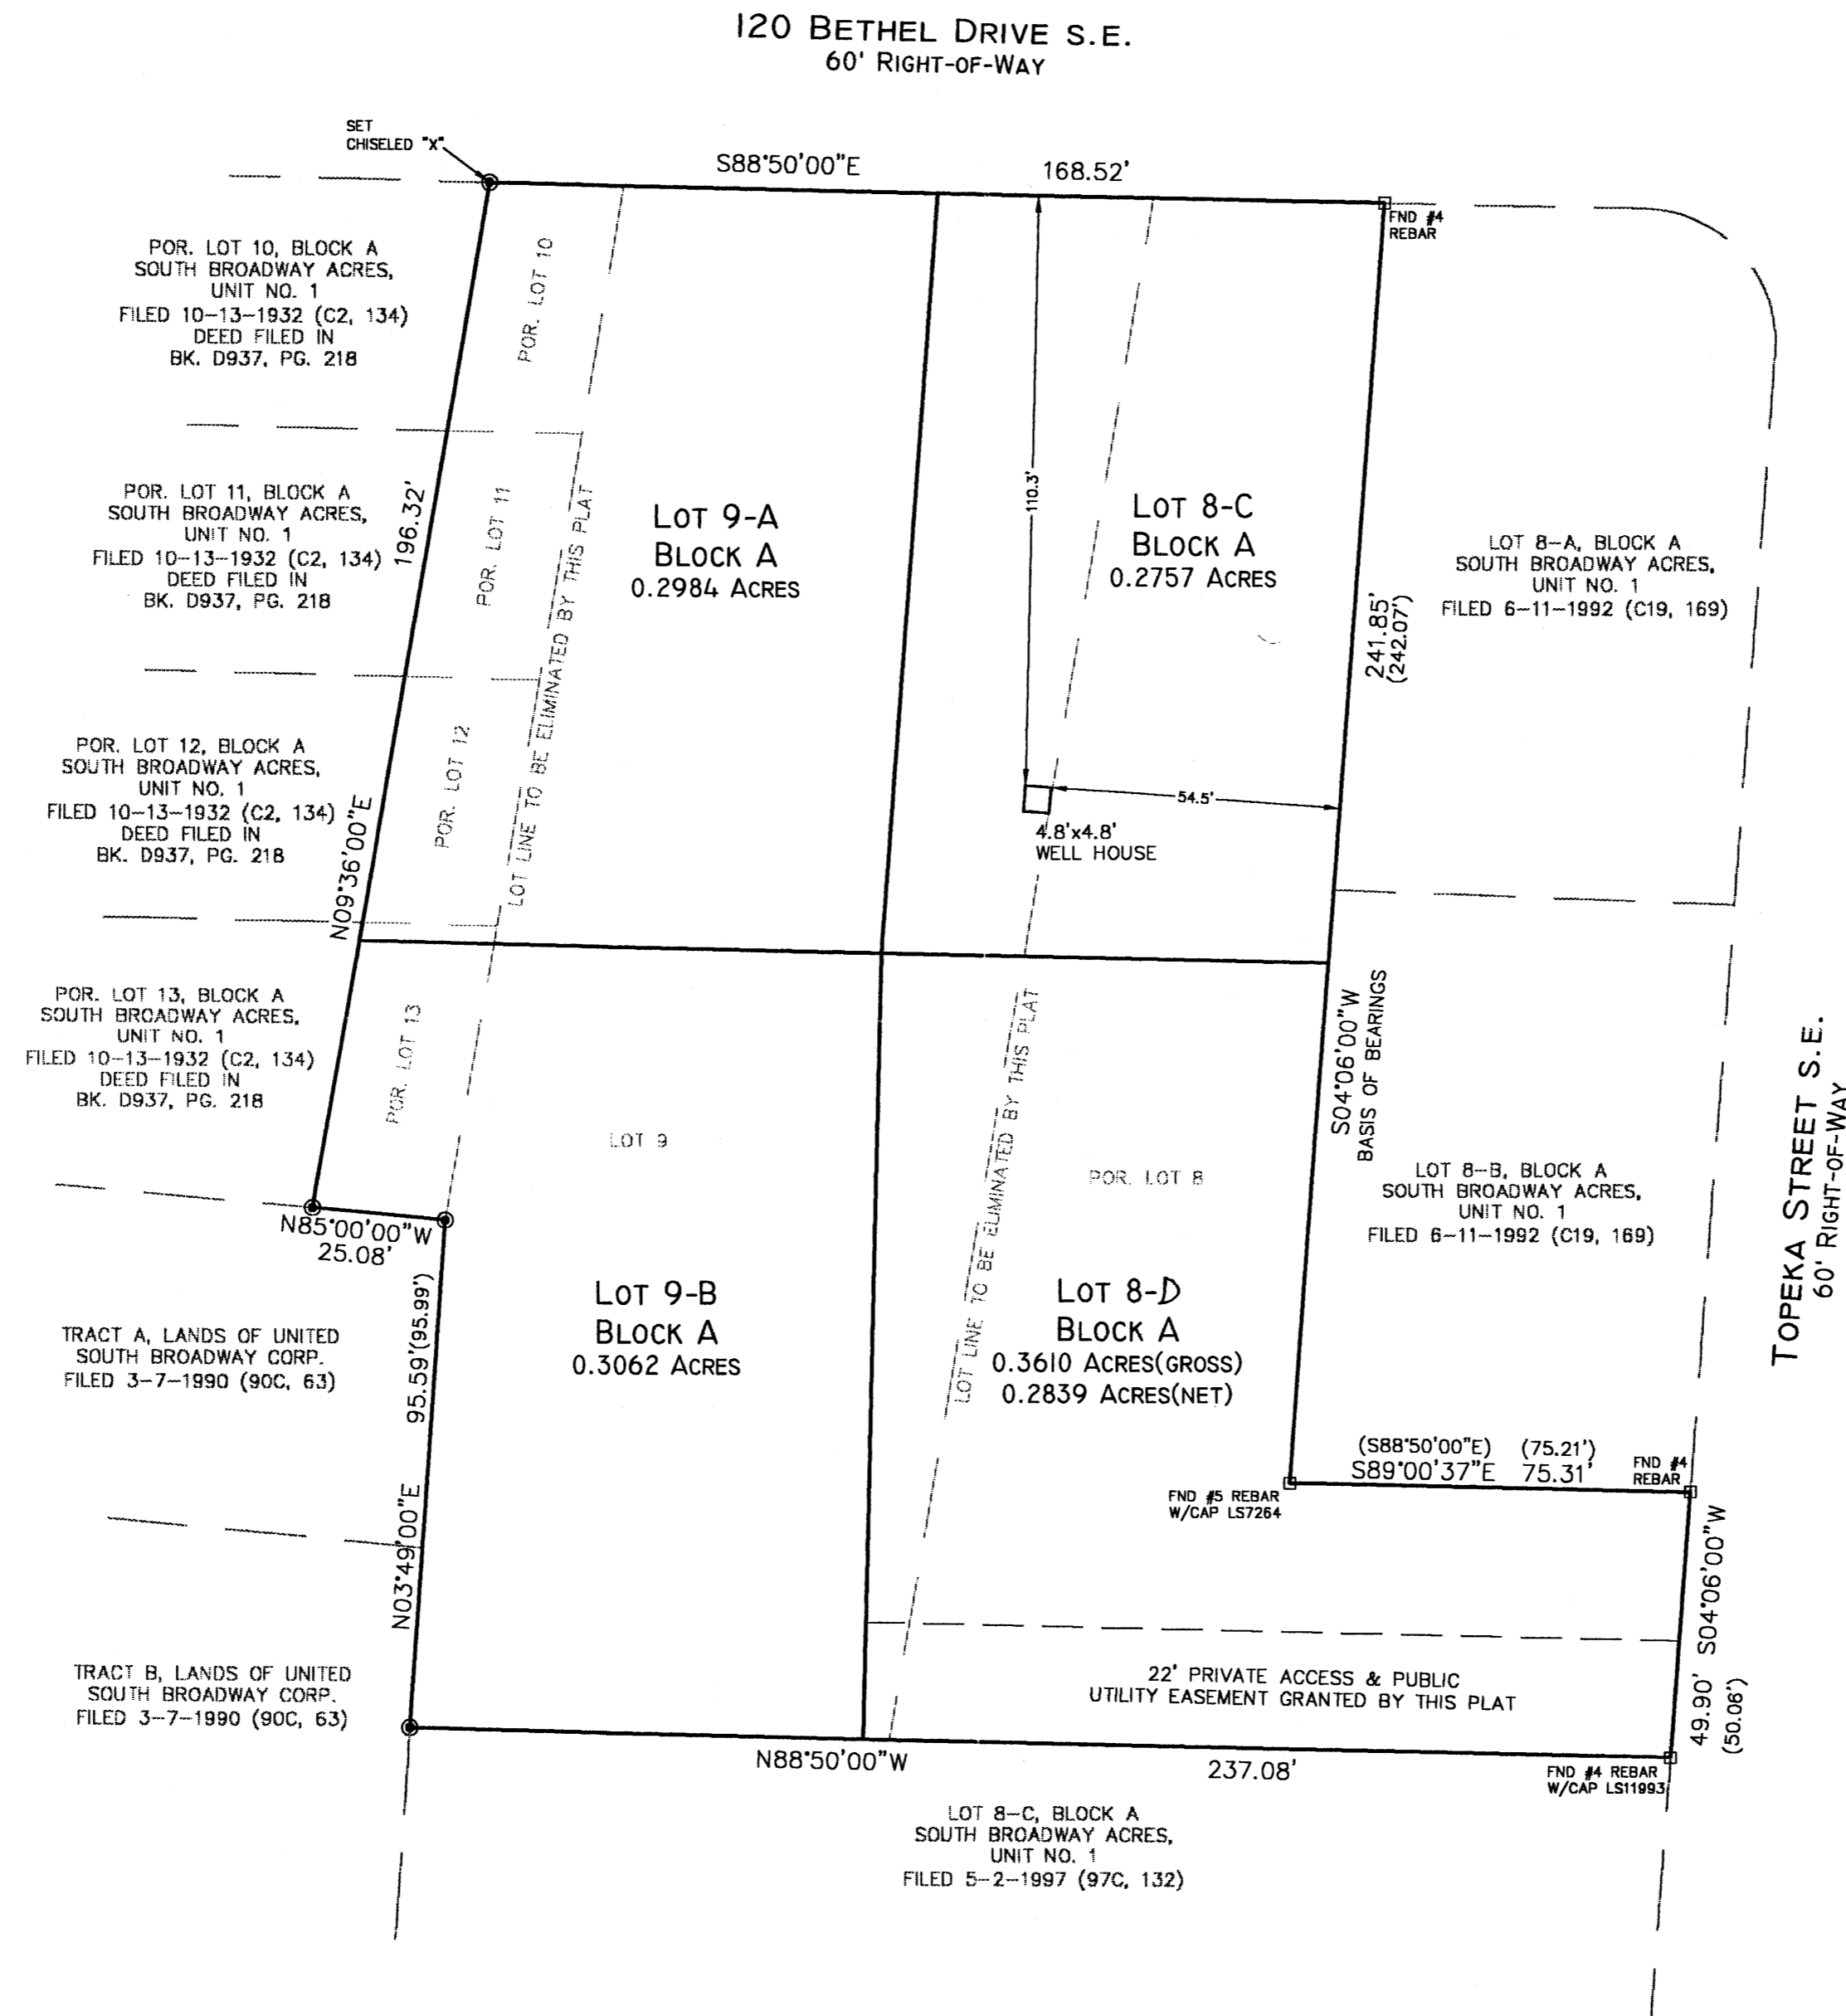 120 BETHEL DRIVE S.E.
60' RIGHT-OF-WAY
SET
CHISELED "X"
S88°50'00"E
168.52'
FND #4
REBAR
POR. LOT 10, BLOCK A
SOUTH BROADWAY ACRES,
UNIT NO. 1
FILED 10-13-1932 (C2, 134)
DEED FILED IN
BK. D937, PG. 218
POR. LOT 10
POR. LOT 11, BLOCK A
SOUTH BROADWAY ACRES,
UNIT NO. 1
FILED 10-13-1932 (C2, 134)
DEED FILED IN
BK. D937, PG. 218
196.32'
POR. LOT 11
LOT LINE TO BE ELIMINATED BY THIS PLAT
LOT 9-A
BLOCK A
0.2984 ACRES
110.3'
LOT 8-C
BLOCK A
0.2757 ACRES
241.85'
(242.07')
LOT 8-A, BLOCK A
SOUTH BROADWAY ACRES,
UNIT NO. 1
FILED 6-11-1992 (C19, 169)
POR. LOT 12, BLOCK A
SOUTH BROADWAY ACRES,
UNIT NO. 1
FILED 10-13-1932 (C2, 134)
DEED FILED IN
BK. D937, PG. 218
N09°36'00"E
POR. LOT 12
54.5'
4.8'x4.8'
WELL HOUSE
POR. LOT 13, BLOCK A
SOUTH BROADWAY ACRES,
UNIT NO. 1
FILED 10-13-1932 (C2, 134)
DEED FILED IN
BK. D937, PG. 218
POR. LOT 13
LOT 9
LOT LINE TO BE ELIMINATED BY THIS PLAT
POR. LOT 8
S04°06'00"W
BASIS OF BEARINGS
LOT 8-B, BLOCK A
SOUTH BROADWAY ACRES,
UNIT NO. 1
FILED 6-11-1992 (C19, 169)
TOPEKA STREET S.E.
60' RIGHT-OF-WAY
N85°00'00"W
25.08'
95.59'(95.99')
N03°49'00"E
TRACT A, LANDS OF UNITED
SOUTH BROADWAY CORP.
FILED 3-7-1990 (90C, 63)
LOT 9-B
BLOCK A
0.3062 ACRES
LOT 8-D
BLOCK A
0.3610 ACRES(GROSS)
0.2839 ACRES(NET)
(S88°50'00"E) (75.21')
S89°00'37"E 75.31'
FND #4
REBAR
FND #5 REBAR
W/CAP LS7264
S04°06'00"W
49.90'
(50.08')
TRACT B, LANDS OF UNITED
SOUTH BROADWAY CORP.
FILED 3-7-1990 (90C, 63)
22' PRIVATE ACCESS & PUBLIC
UTILITY EASEMENT GRANTED BY THIS PLAT
N88°50'00"W
237.08'
FND #4 REBAR
W/CAP LS11993
LOT 8-C, BLOCK A
SOUTH BROADWAY ACRES,
UNIT NO. 1
FILED 5-2-1997 (97C, 132)